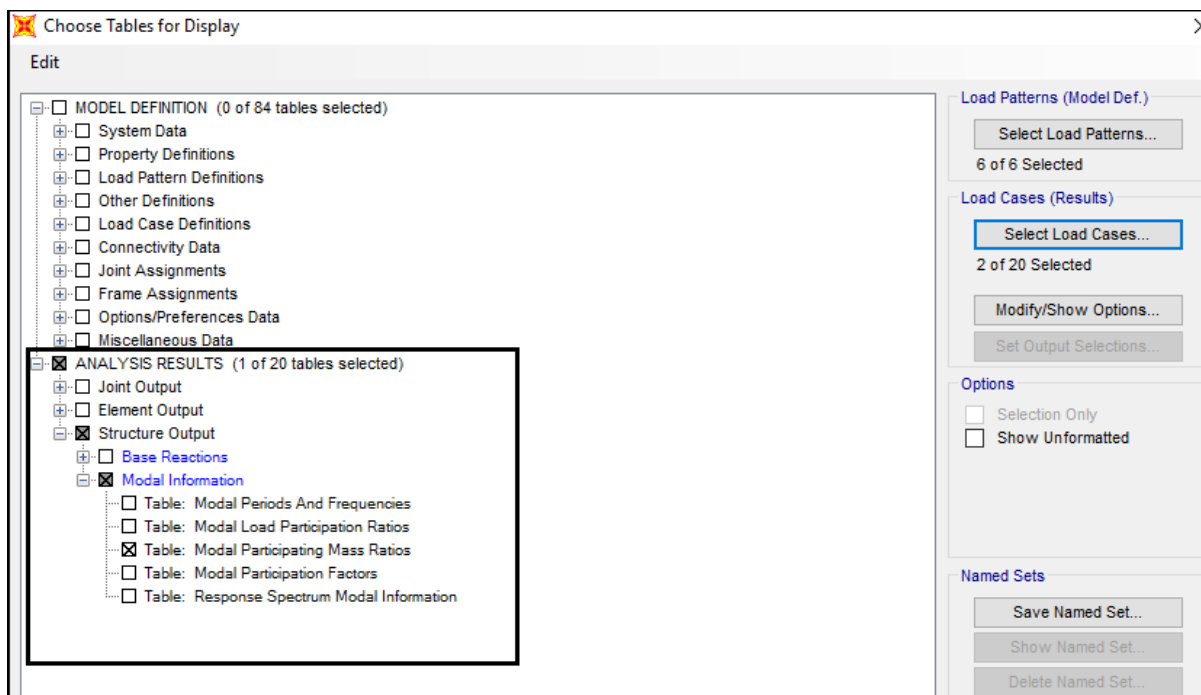 Choose Tables for Display
Edit
MODEL DEFINITION (0 of 84 tables selected)
System Data
Property Definitions
Load Pattern Definitions
Other Definitions
Load Case Definitions
Connectivity Data
Joint Assignments
Frame Assignments
Options/Preferences Data
Miscellaneous Data
ANALYSIS RESULTS (1 of 20 tables selected)
Joint Output
Element Output
Structure Output
Base Reactions
Modal Information
Table: Modal Periods And Frequencies
Table: Modal Load Participation Ratios
Table: Modal Participating Mass Ratios
Table: Modal Participation Factors
Table: Response Spectrum Modal Information
Load Patterns (Model Def.)
Select Load Patterns...
6 of 6 Selected
Load Cases (Results)
Select Load Cases...
2 of 20 Selected
Modify/Show Options...
Set Output Selections...
Options
Selection Only
Show Unformatted
Named Sets
Save Named Set...
Show Named Set...
Delete Named Set...